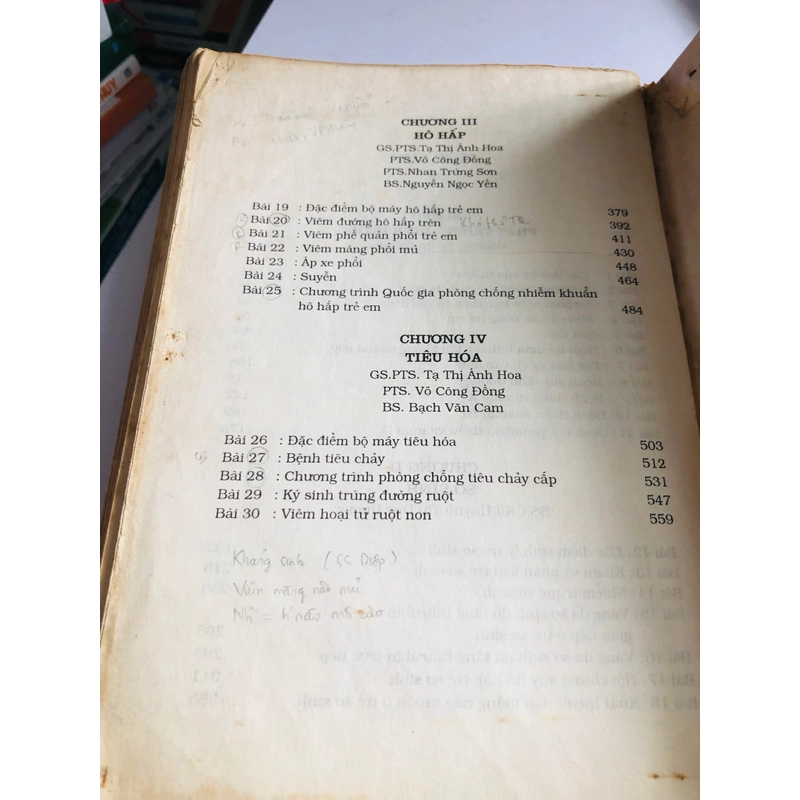 CHƯƠNG III
HÔ HẤP
GS.PTS.Tạ Thị Ánh Hoa
PTS.Võ Công Đồng
PTS.Nhan Trừng Sơn
BS.Nguyễn Ngọc Yến
Bài 19 : Đặc điểm bộ máy hô hấp trẻ em 379
Bài 20 : Viêm đường hô hấp trên 392
Bài 21 : Viêm phế quản phổi trẻ em 411
Bài 22 : Viêm màng phổi mủ 430
Bài 23 : Áp xe phổi 448
Bài 24 : Suyễn 464
Bài 25 : Chương trình Quốc gia phòng chống nhiễm khuẩn
hô hấp trẻ em 484
CHƯƠNG IV
TIÊU HÓA
GS.PTS. Tạ Thị Ánh Hoa
PTS. Võ Công Đồng
BS. Bạch Văn Cam
Bài 26 : Đặc điểm bộ máy tiêu hóa 503
Bài 27 : Bệnh tiêu chảy 512
Bài 28 : Chương trình phòng chống tiêu chảy cấp 531
Bài 29 : Ký sinh trùng đường ruột 547
Bài 30 : Viêm hoại tử ruột non 559
Kháng sinh (CS Diệp)
Viêm màng não mủ